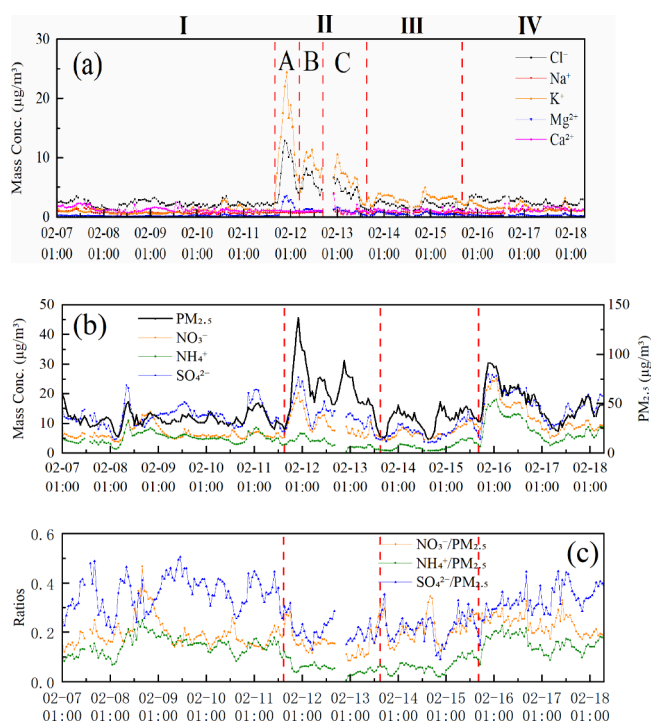 I II III IV
30
25
20
15
10
5
0
Mass Conc. (μg/m³)
(a)
A B C
Cl⁻
Na⁺
K⁺
Mg²⁺
Ca²⁺
02-07 02-08 02-09 02-10 02-11 02-12 02-13 02-14 02-15 02-16 02-17 02-18
01:00 01:00 01:00 01:00 01:00 01:00 01:00 01:00 01:00 01:00 01:00 01:00
50
40
30
20
10
0
Mass Conc. (μg/m³)
(b)
PM₂.₅
NO₃⁻
NH₄⁺
SO₄²⁻
150
100
50
0
PM₂.₅ (μg/m³)
02-07 02-08 02-09 02-10 02-11 02-12 02-13 02-14 02-15 02-16 02-17 02-18
01:00 01:00 01:00 01:00 01:00 01:00 01:00 01:00 01:00 01:00 01:00 01:00
0.6
0.4
0.2
0.0
Ratios
(c)
NO₃⁻/PM₂.₅
NH₄⁺/PM₂.₅
SO₄²⁻/PM₂.₅
02-07 02-08 02-09 02-10 02-11 02-12 02-13 02-14 02-15 02-16 02-17 02-18
01:00 01:00 01:00 01:00 01:00 01:00 01:00 01:00 01:00 01:00 01:00 01:00